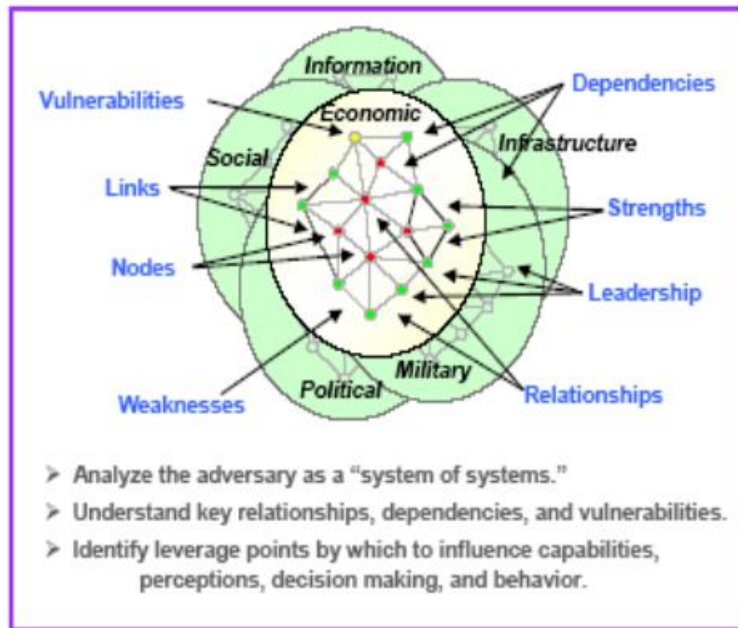 Information
Vulnerabilities
Dependencies
Economic
Social
Infrastructure
Links
Strengths
Nodes
Leadership
Military
Political
Relationships
Weaknesses
➢ Analyze the adversary as a “system of systems.”
➢ Understand key relationships, dependencies, and vulnerabilities.
➢ Identify leverage points by which to influence capabilities,
perceptions, decision making, and behavior.